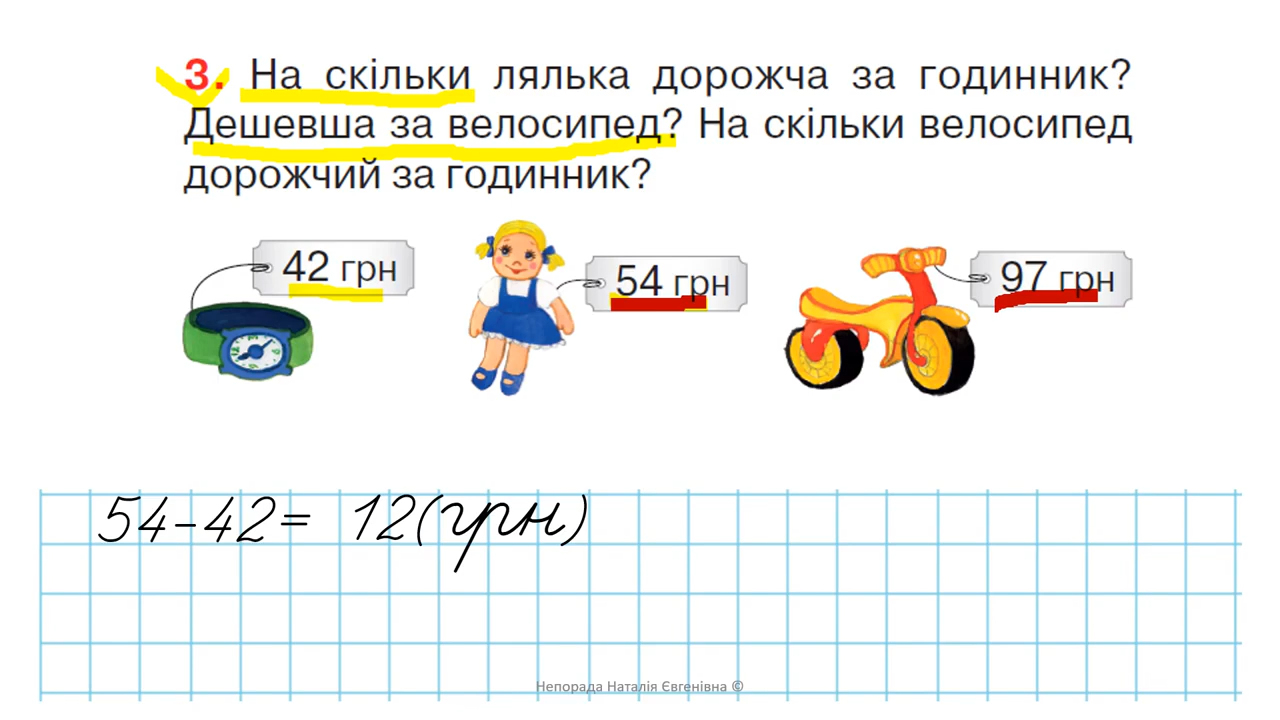 3. На скільки лялька дорожча за годинник?
Дешевша за велосипед? На скільки велосипед
дорожчий за годинник?
42 грн
54 грн
97 грн
54-42= 12(грн)
Непорада Наталія Євгенівна ©